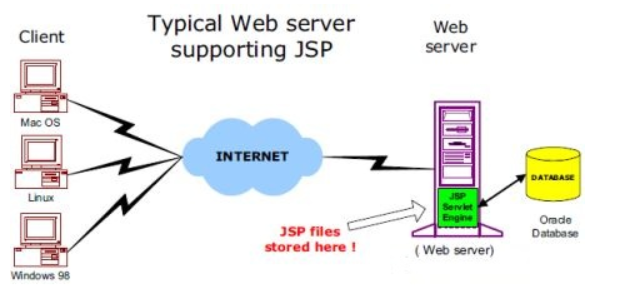 Typical Web server
supporting JSP
Client
Web
server
Mac OS
Linux
Windows 98
INTERNET
JSP files
stored here !
JSP
Servlet
Engine
( Web server)
DATABASE
Oracle
Database